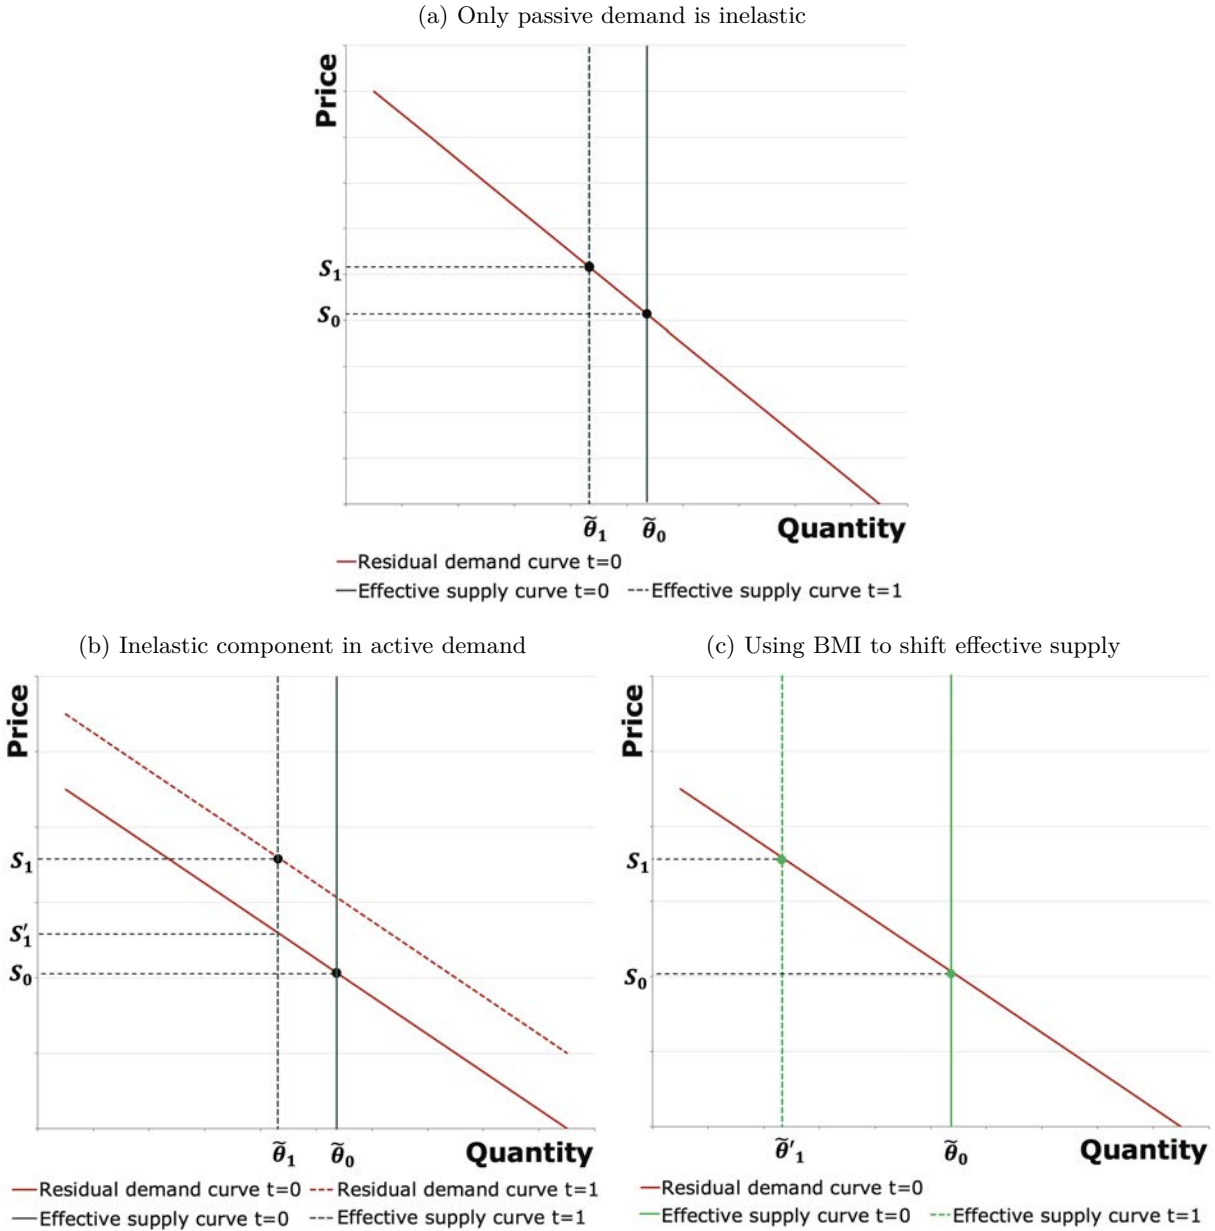 (a) Only passive demand is inelastic
Price
S₁
S₀
θ̃₁ θ̃₀ Quantity
—Residual demand curve t=0
—Effective supply curve t=0 ---Effective supply curve t=1
(b) Inelastic component in active demand
Price
S₁
S′₁
S₀
θ̃₁ θ̃₀ Quantity
—Residual demand curve t=0 ---Residual demand curve t=1
—Effective supply curve t=0 ---Effective supply curve t=1
(c) Using BMI to shift effective supply
Price
S₁
S₀
θ̃′₁ θ̃₀ Quantity
—Residual demand curve t=0
—Effective supply curve t=0 ---Effective supply curve t=1